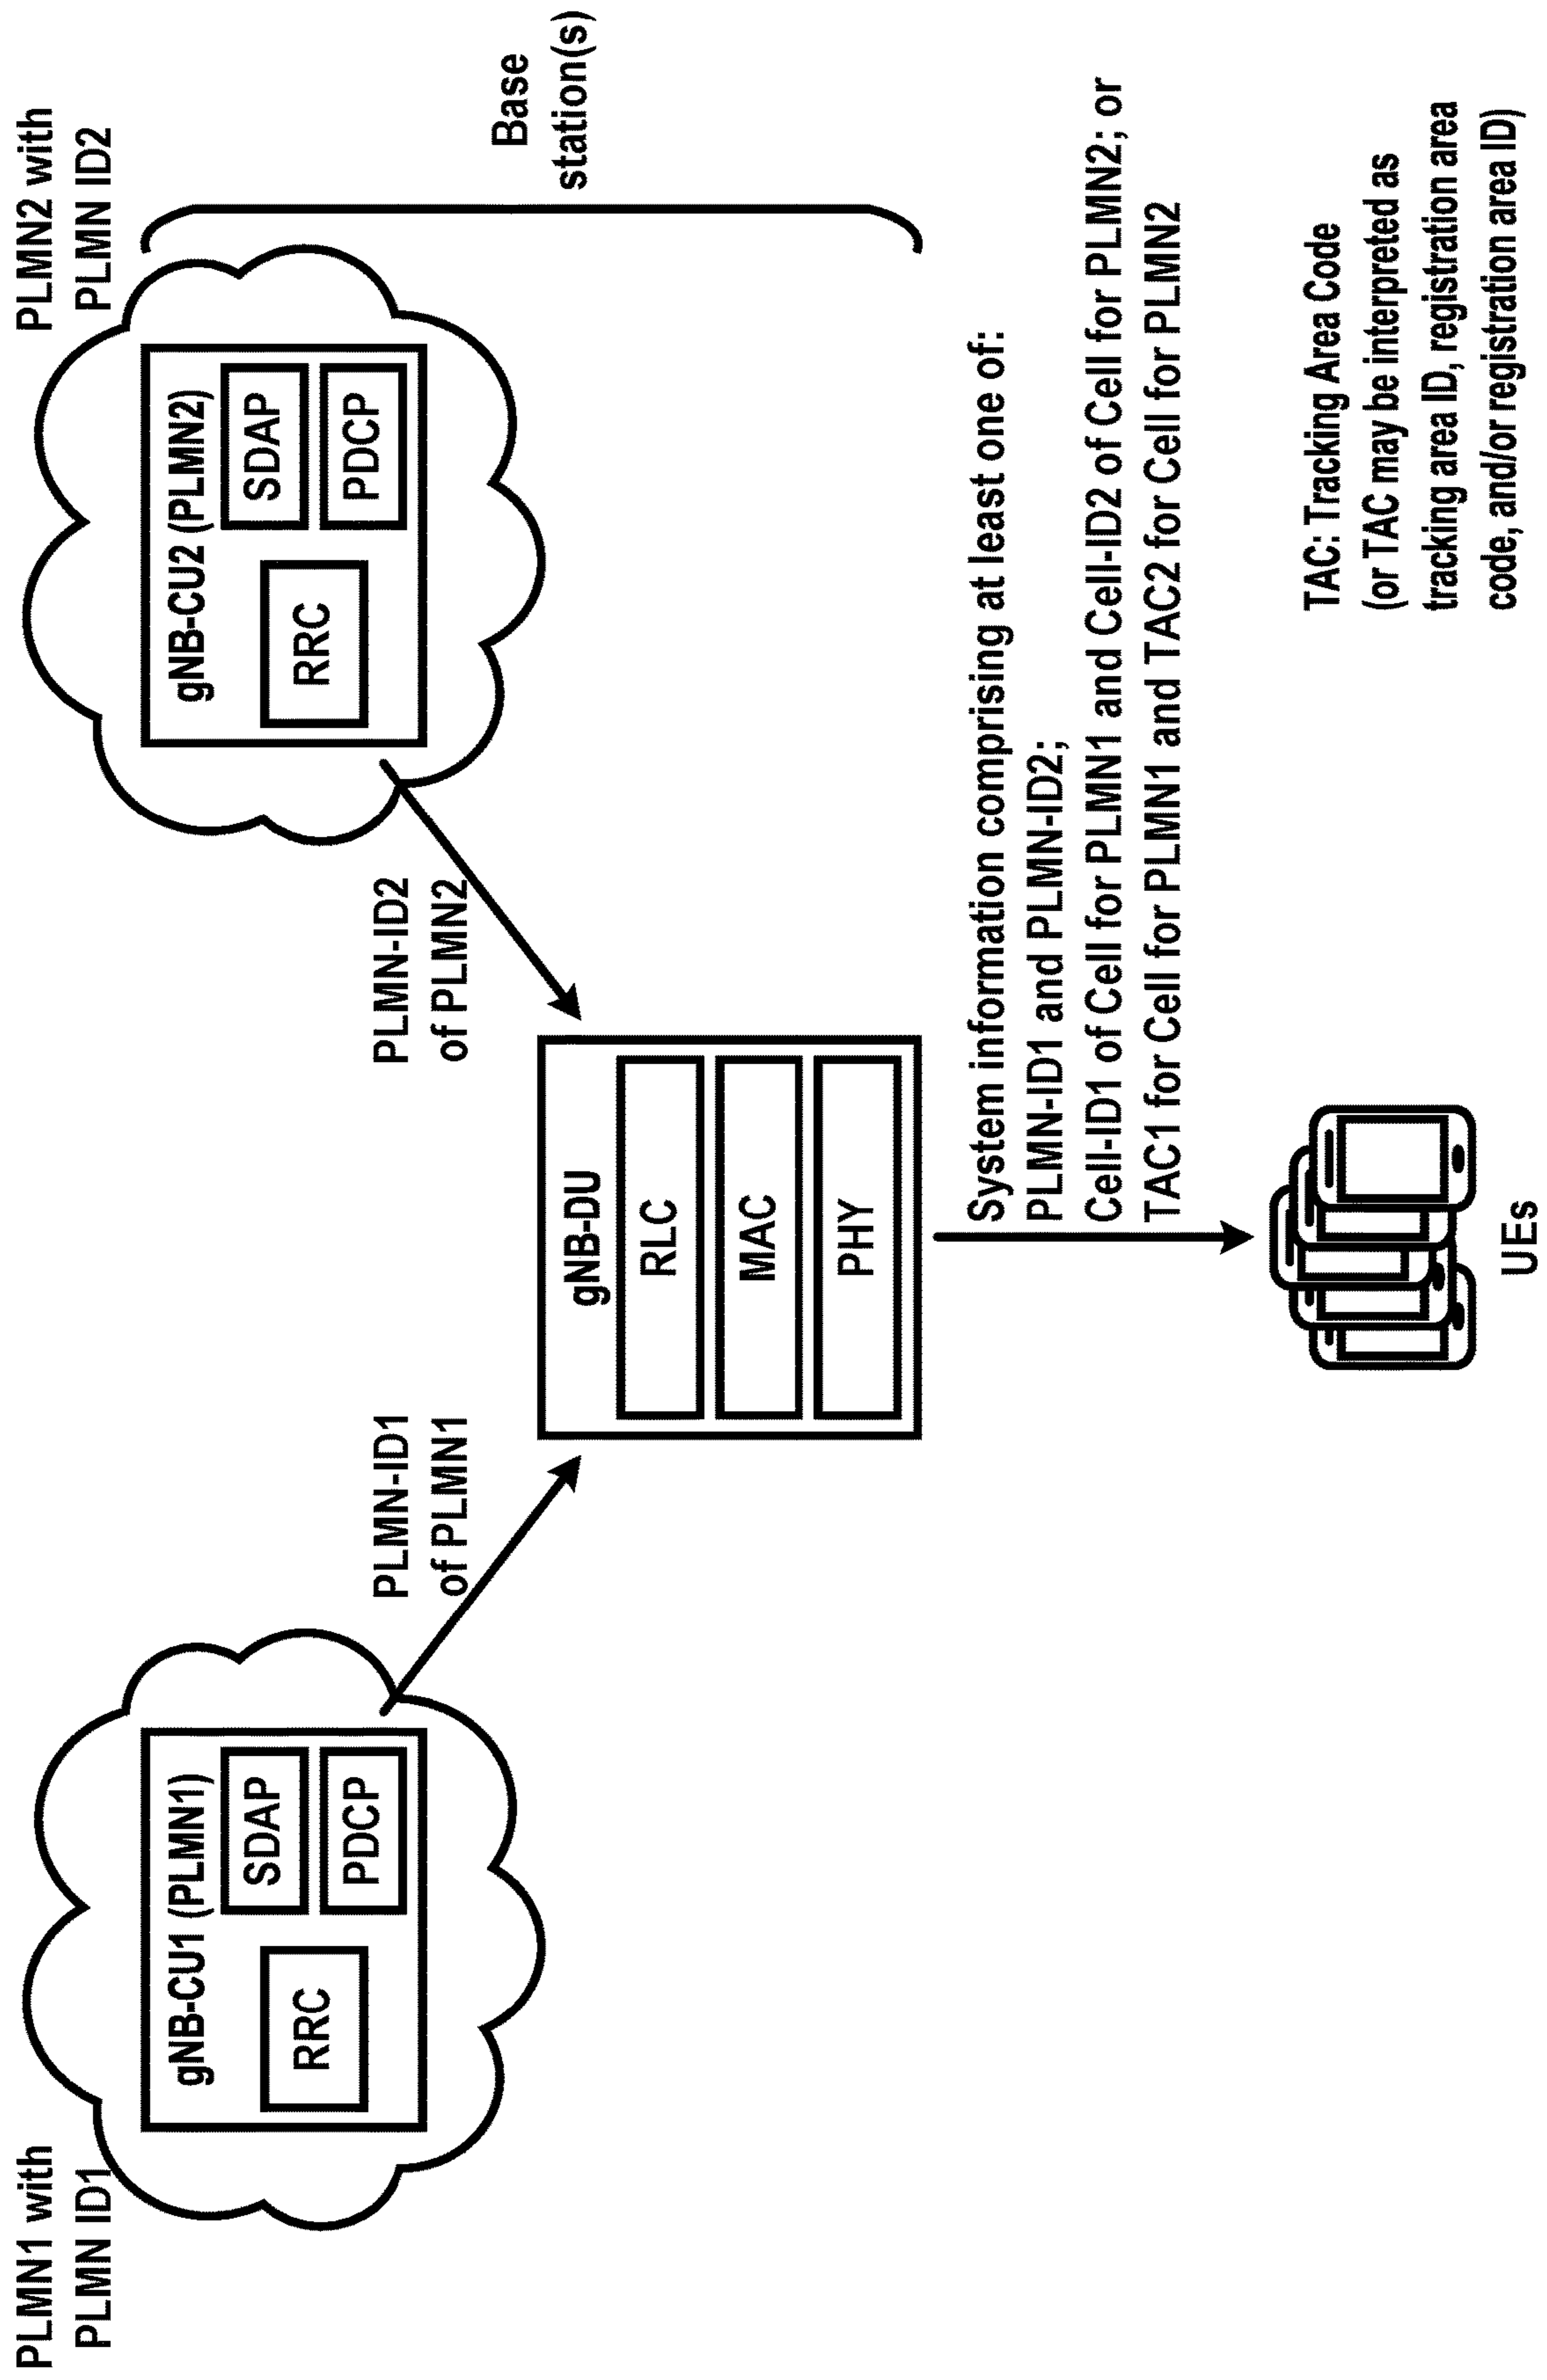 PLMN1 with
PLMN ID1
gNB-CU1 (PLMN1)
RRC
SDAP
PDCP
PLMN2 with
PLMN ID2
gNB-CU2 (PLMN2)
RRC
SDAP
PDCP
PLMN-ID1
of PLMN1
PLMN-ID2
of PLMN2
Base
station(s)
gNB-DU
RLC
MAC
PHY
System information comprising at least one of:
PLMN-ID1 and PLMN-ID2;
Cell-ID1 of Cell for PLMN1 and Cell-ID2 of Cell for PLMN2; or
TAC1 for Cell for PLMN1 and TAC2 for Cell for PLMN2
UEs
TAC: Tracking Area Code
(or TAC may be interpreted as
tracking area ID, registration area
code, and/or registration area ID)